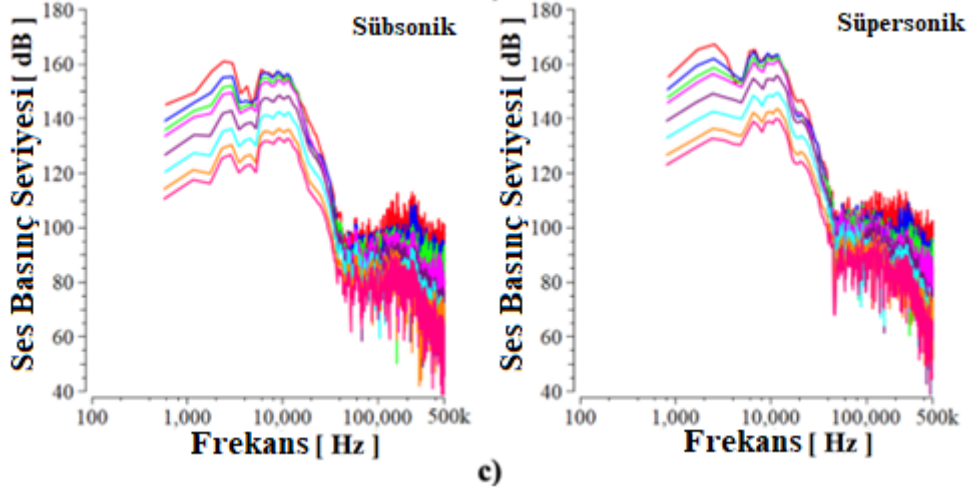 Sübsonik
Ses Basınç Seviyesi [ dB ]
180
160
140
120
100
80
60
40
100
1,000
10,000
100,000
500k
Frekans [ Hz ]
Süpersonik
Ses Basınç Seviyesi [ dB ]
180
160
140
120
100
80
60
40
100
1,000
10,000
100,000
500k
Frekans [ Hz ]
c)